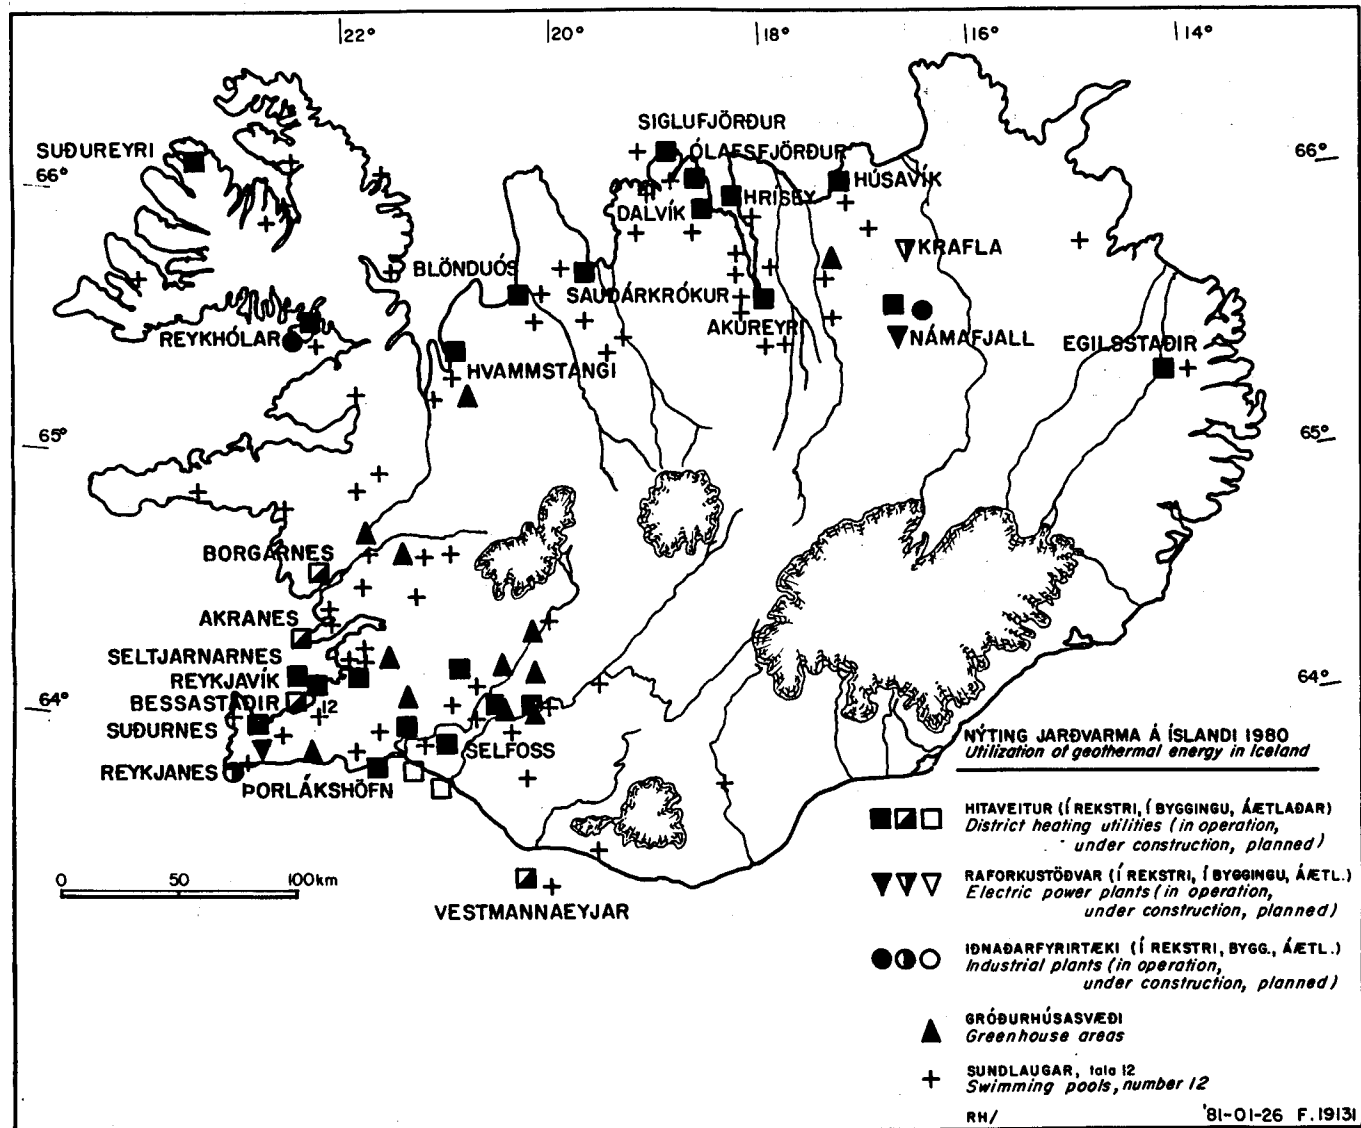 22° 20° 18° 16° 14°
SIGLUFJÖRÐUR
SUÐUREYRI
ÓLAFSFJÖRÐUR
66° 66°
HÚSAVÍK
HRÍSEY
DALVÍK
KRAFLA
BLÖNDUÓS
SAUÐÁRKRÓKUR
AKUREYRI
REYKHÓLAR
NÁMAFJALL
EGILSSTAÐIR
HVAMMSTANGI
65° 65°
BORGARNES
AKRANES
SELTJARNARNES
REYKJAVÍK
64° 64°
BESSASTAÐIR
12
SUÐURNES
SELFOSS
REYKJANES
ÞORLÁKSHÖFN
0 50 100km
VESTMANNAEYJAR
NÝTING JARÐVARMA Á ÍSLANDI 1980
Utilization of geothermal energy in Iceland
HITAVEITUR (Í REKSTRI, Í BYGGINGU, ÁÆTLAÐAR)
District heating utilities (in operation,
under construction, planned)
RAFORKUSTÖÐVAR (Í REKSTRI, Í BYGGINGU, ÁÆTL.)
Electric power plants (in operation,
under construction, planned)
IÐNAÐARFYRIRTÆKI (Í REKSTRI, BYGG., ÁÆTL.)
Industrial plants (in operation,
under construction, planned)
GRÓÐURHÚSASVÆÐI
Greenhouse areas
SUNDLAUGAR, tala 12
Swimming pools, number 12
RH/ '81-01-26 F.19131